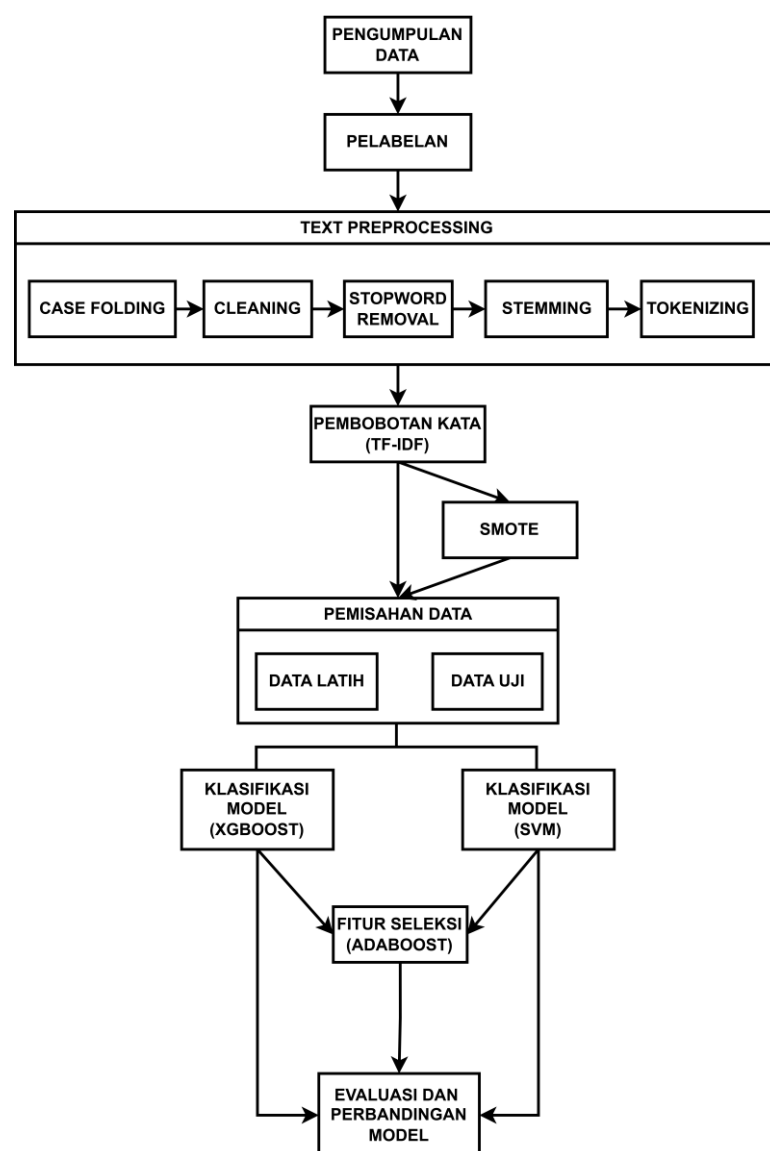 PENGUMPULAN
DATA
PELABELAN
TEXT PREPROCESSING
CASE FOLDING
CLEANING
STOPWORD
REMOVAL
STEMMING
TOKENIZING
PEMBOBOTAN KATA
(TF-IDF)
SMOTE
PEMISAHAN DATA
DATA LATIH
DATA UJI
KLASIFIKASI
MODEL
(XGBOOST)
KLASIFIKASI
MODEL
(SVM)
FITUR SELEKSI
(ADABOOST)
EVALUASI DAN
PERBANDINGAN
MODEL